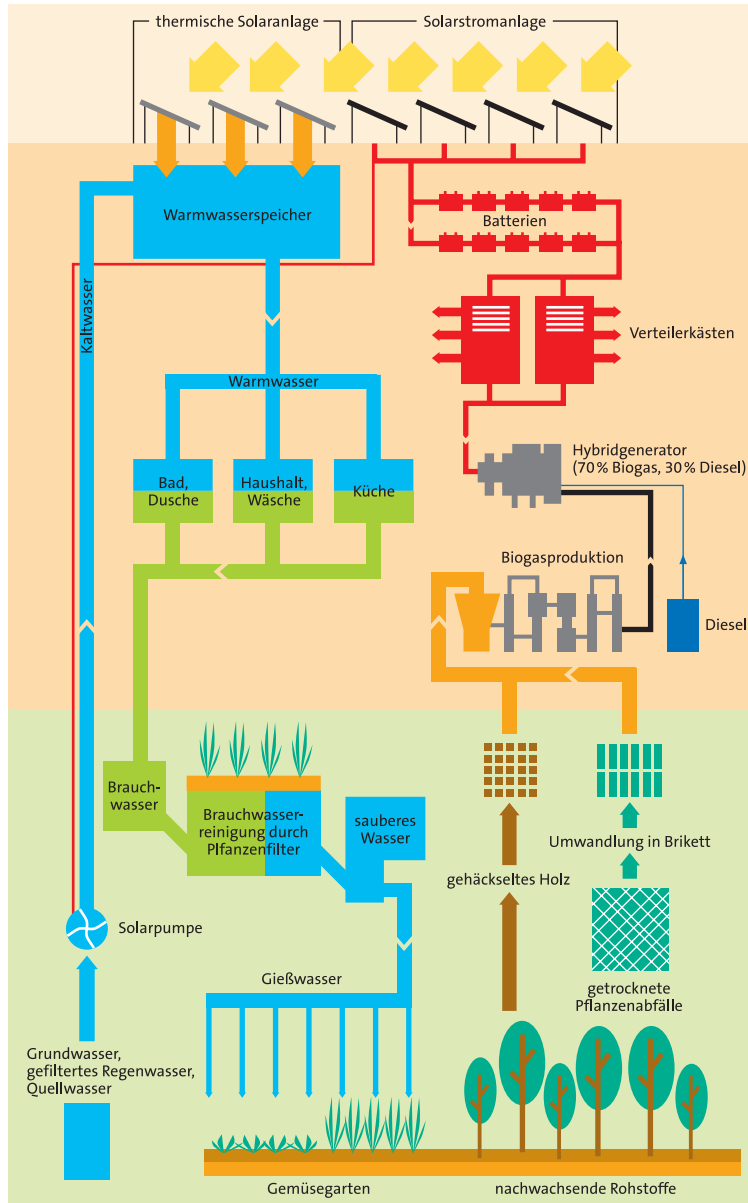 thermische Solaranlage
Solarstromanlage
Warmwasserspeicher
Batterien
Kaltwasser
Verteilerkästen
Warmwasser
Hybridgenerator
(70% Biogas, 30% Diesel)
Bad,
Dusche
Haushalt,
Wäsche
Küche
Biogasproduktion
Diesel
Brauch-
wasser
Brauchwasser-
reinigung durch
Plfanzenfilter
sauberes
Wasser
Umwandlung in Brikett
gehäckseltes Holz
Solarpumpe
Gießwasser
getrocknete
Pflanzenabfälle
Grundwasser,
gefiltertes Regenwasser,
Quellwasser
Gemüsegarten
nachwachsende Rohstoffe